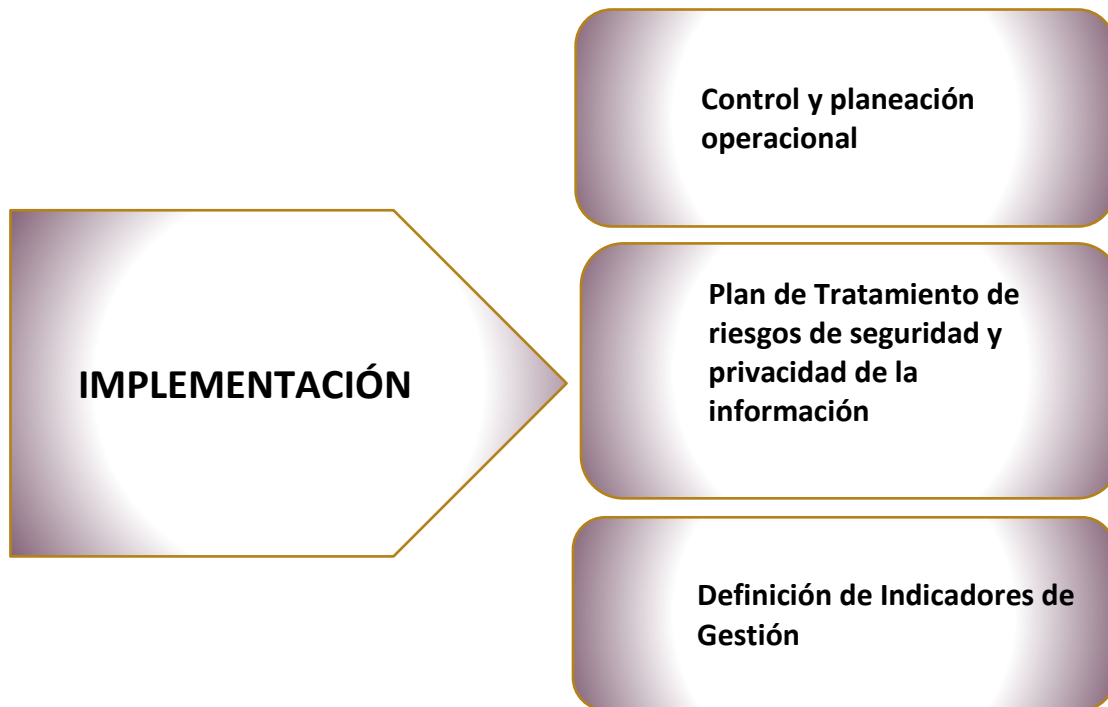 IMPLEMENTACIÓN
Control y planeación
operacional
Plan de Tratamiento de
riesgos de seguridad y
privacidad de la
información
Definición de Indicadores de
Gestión